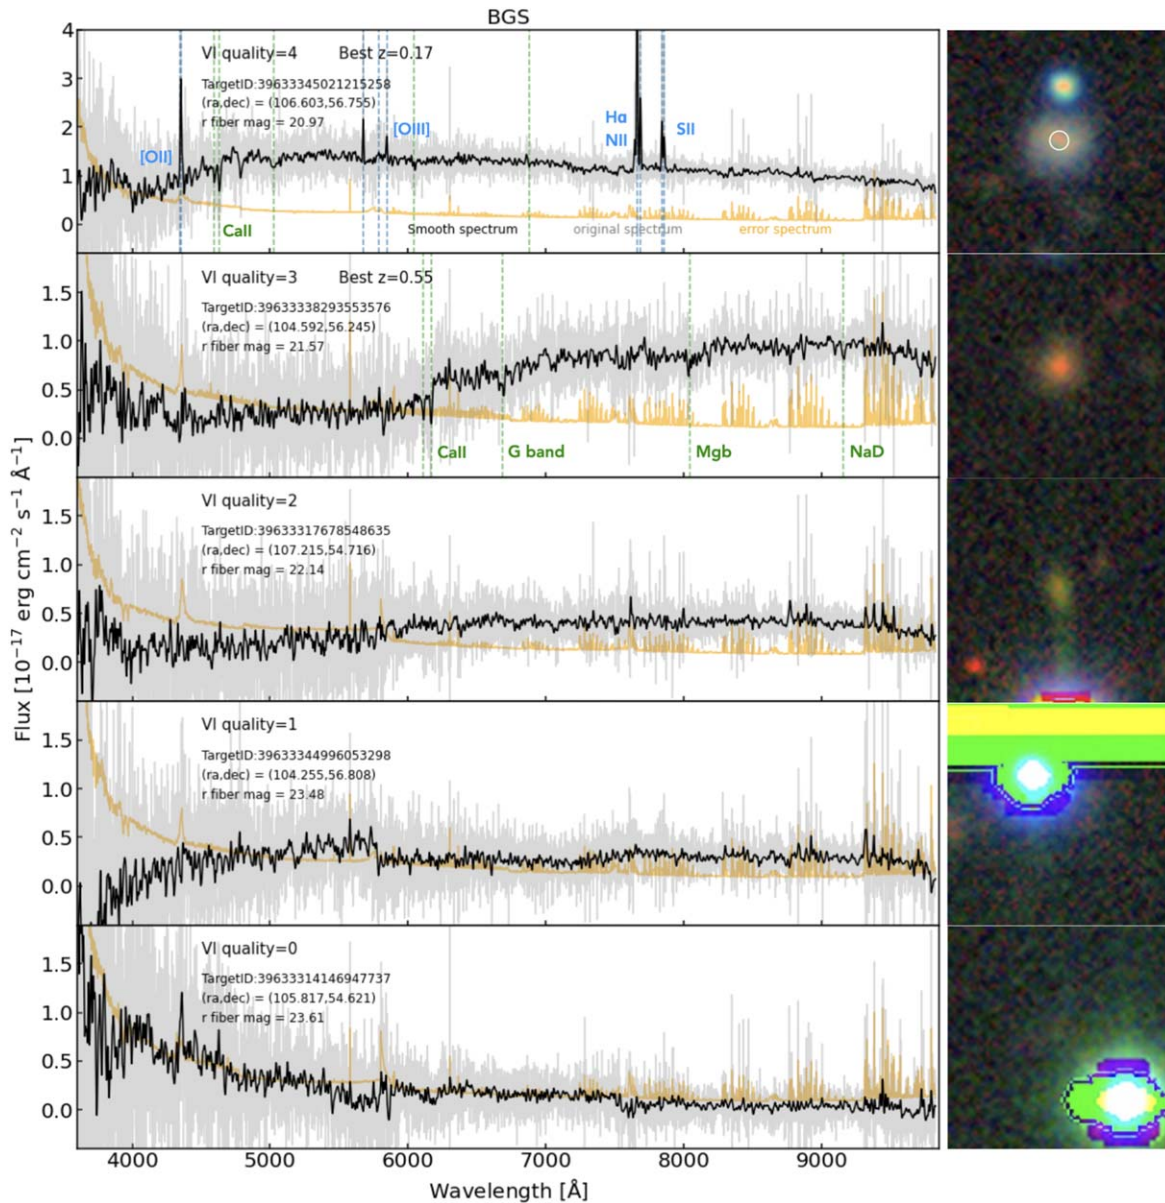 BGS
Flux [10⁻¹⁷ erg cm⁻² s⁻¹ Å⁻¹]
4
3
2
1
0
VI quality=4 Best z=0.17
TargetID:39633345021215258
(ra,dec) = (106.603,56.755)
r fiber mag = 20.97
[OII]
CaII
[OIII]
Hα
NII
SII
Smooth spectrum
original spectrum
error spectrum
1.5
1.0
0.5
0.0
VI quality=3 Best z=0.55
TargetID:39633338293553576
(ra,dec) = (104.592,56.245)
r fiber mag = 21.57
CaII
G band
Mgb
NaD
1.5
1.0
0.5
0.0
VI quality=2
TargetID:39633317678548635
(ra,dec) = (107.215,54.716)
r fiber mag = 22.14
1.5
1.0
0.5
0.0
VI quality=1
TargetID:39633344996053298
(ra,dec) = (104.255,56.808)
r fiber mag = 23.48
1.5
1.0
0.5
0.0
VI quality=0
TargetID:39633314146947737
(ra,dec) = (105.817,54.621)
r fiber mag = 23.61
4000 5000 6000 7000 8000 9000
Wavelength [Å]